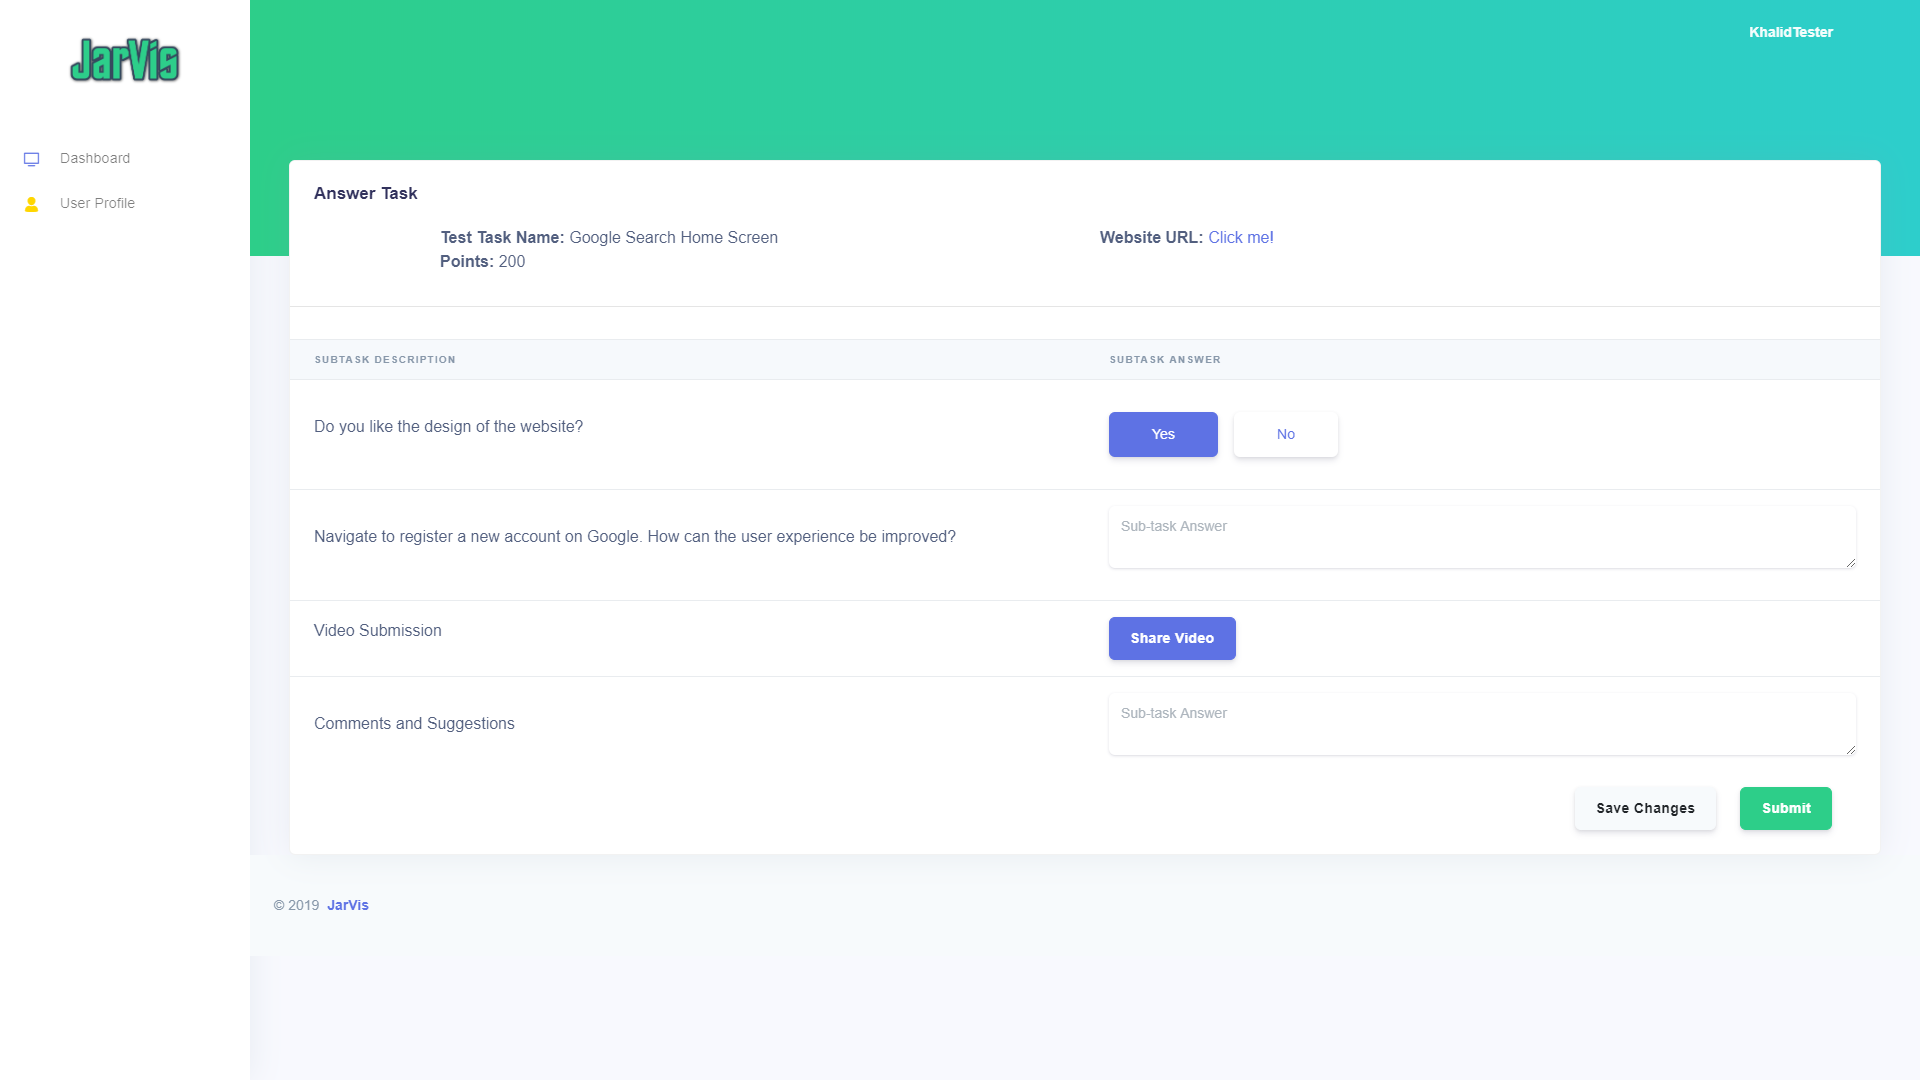 JarVis
KhalidTester
Dashboard
User Profile
Answer Task
Test Task Name: Google Search Home Screen
Website URL: Click me!
Points: 200
SUBTASK DESCRIPTION
SUBTASK ANSWER
Do you like the design of the website?
Yes
No
Navigate to register a new account on Google. How can the user experience be improved?
Sub-task Answer
Video Submission
Share Video
Comments and Suggestions
Sub-task Answer
Save Changes
Submit
© 2019 JarVis